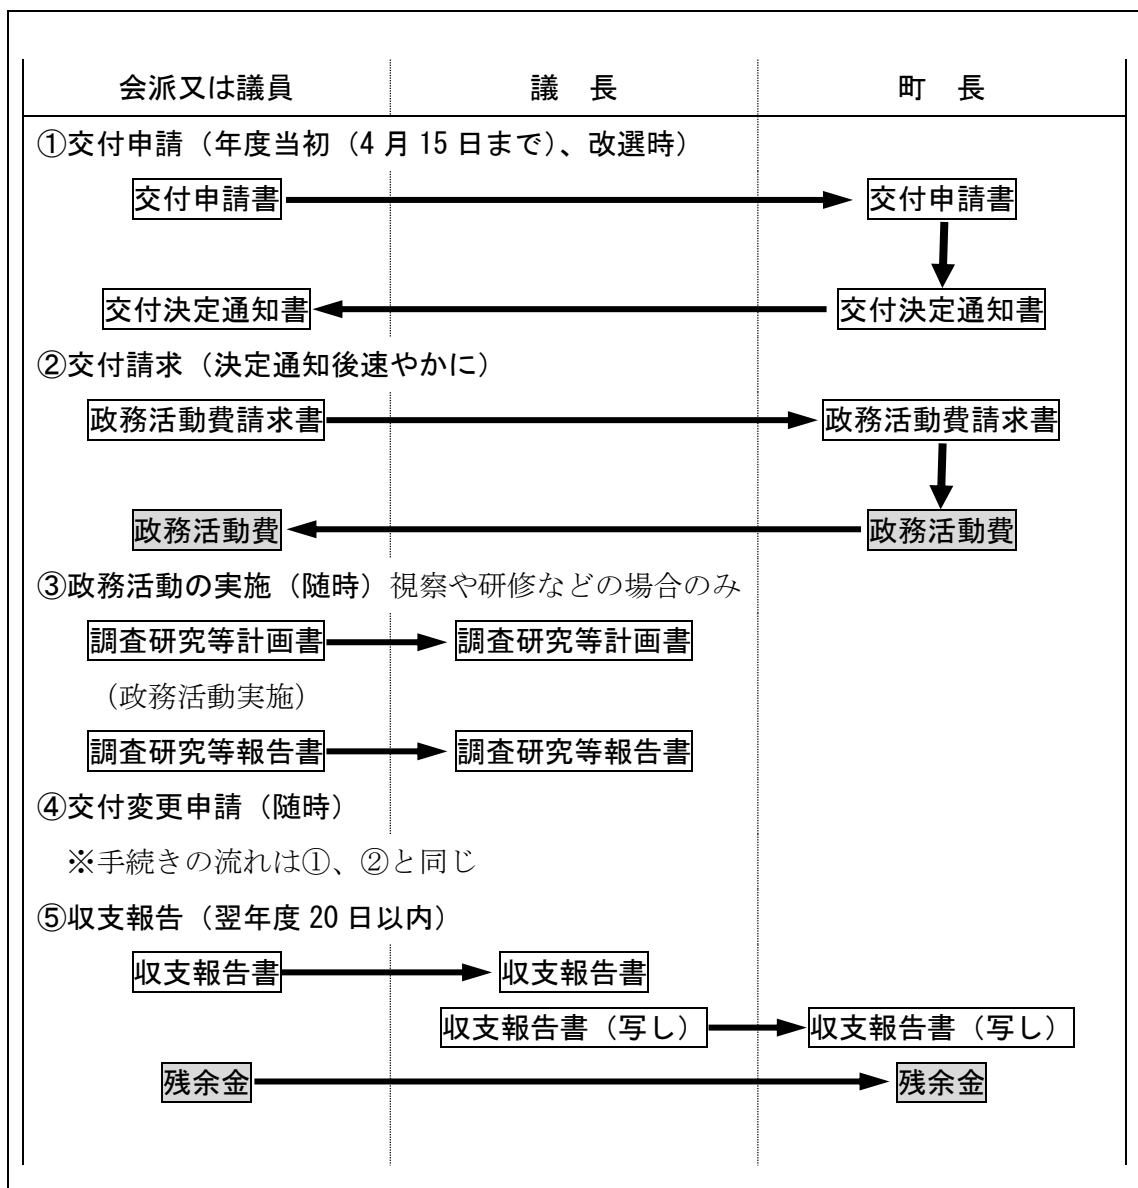 会派又は議員 議　長 町　長
①交付申請（年度当初（4月15日まで）、改選時）
交付申請書 交付申請書
交付決定通知書 交付決定通知書
②交付請求（決定通知後速やかに）
政務活動費請求書 政務活動費請求書
政務活動費 政務活動費
③政務活動の実施（随時）視察や研修などの場合のみ
調査研究等計画書 調査研究等計画書
（政務活動実施）
調査研究等報告書 調査研究等報告書
④交付変更申請（随時）
※手続きの流れは①、②と同じ
⑤収支報告（翌年度20日以内）
収支報告書 収支報告書
収支報告書（写し） 収支報告書（写し）
残余金 残余金